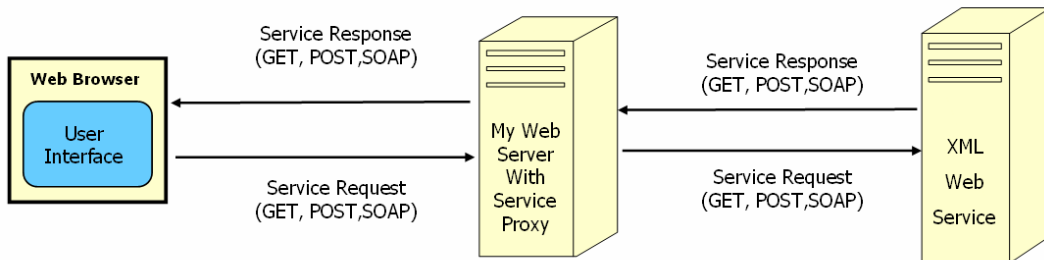 Web Browser
User
Interface
Service Response
(GET, POST,SOAP)
Service Request
(GET, POST,SOAP)
My Web
Server
With
Service
Proxy
Service Response
(GET, POST,SOAP)
Service Request
(GET, POST,SOAP)
XML
Web
Service